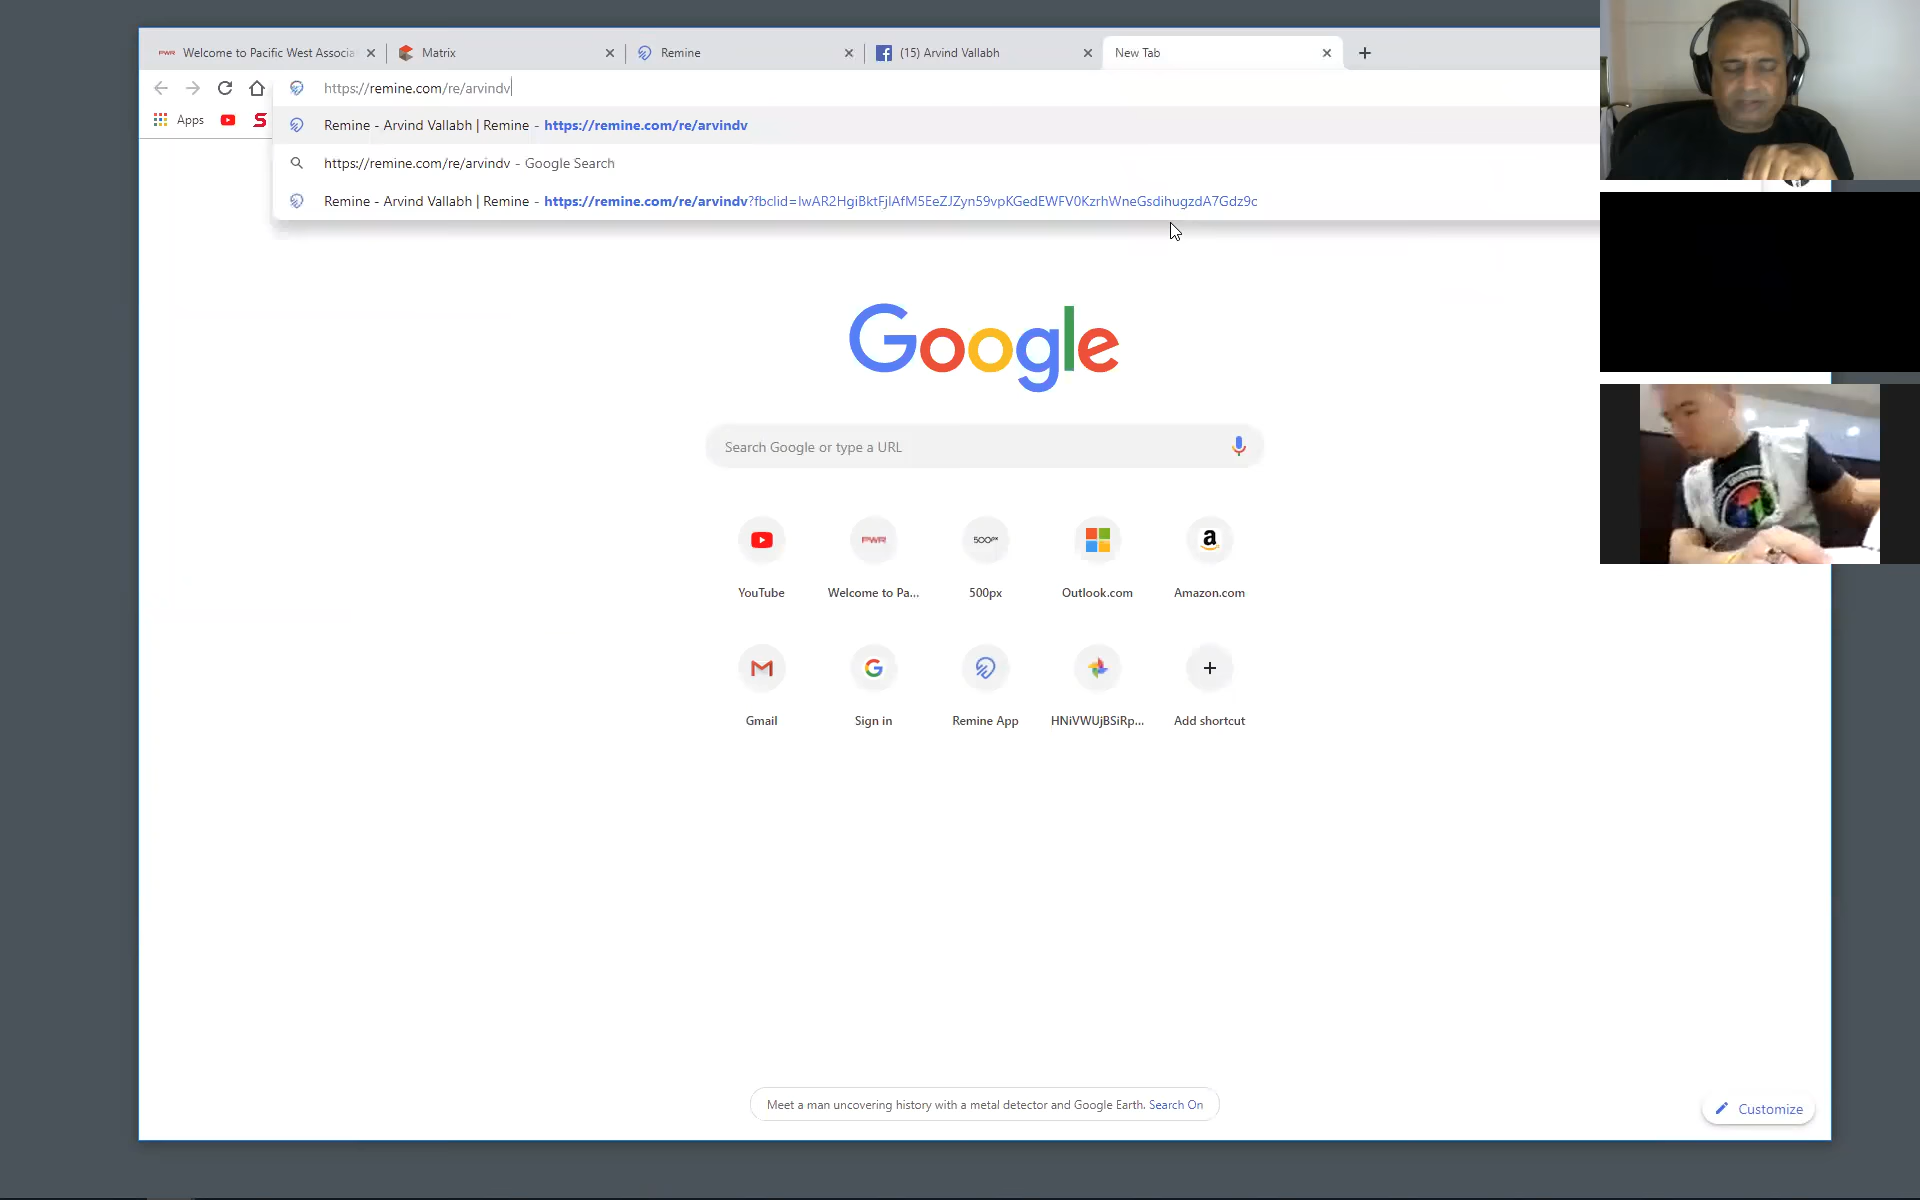 PWR Welcome to Pacific West Associa
Matrix
Remine
(15) Arvind Vallabh
New Tab
https://remine.com/re/arvindv
Apps
Remine - Arvind Vallabh | Remine - https://remine.com/re/arvindv
https://remine.com/re/arvindv - Google Search
Remine - Arvind Vallabh | Remine - https://remine.com/re/arvindv?fbclid=IwAR2HgiBktFjlAfM5EeZJZyn59vpKGedEWFV0KzrhWneGsdihugzdA7Gdz9c
Google
Search Google or type a URL
PWR
500px
a
YouTube
Welcome to Pa...
500px
Outlook.com
Amazon.com
Gmail
Sign in
Remine App
HNiVWUjBSiRp...
Add shortcut
Meet a man uncovering history with a metal detector and Google Earth. Search On
Customize